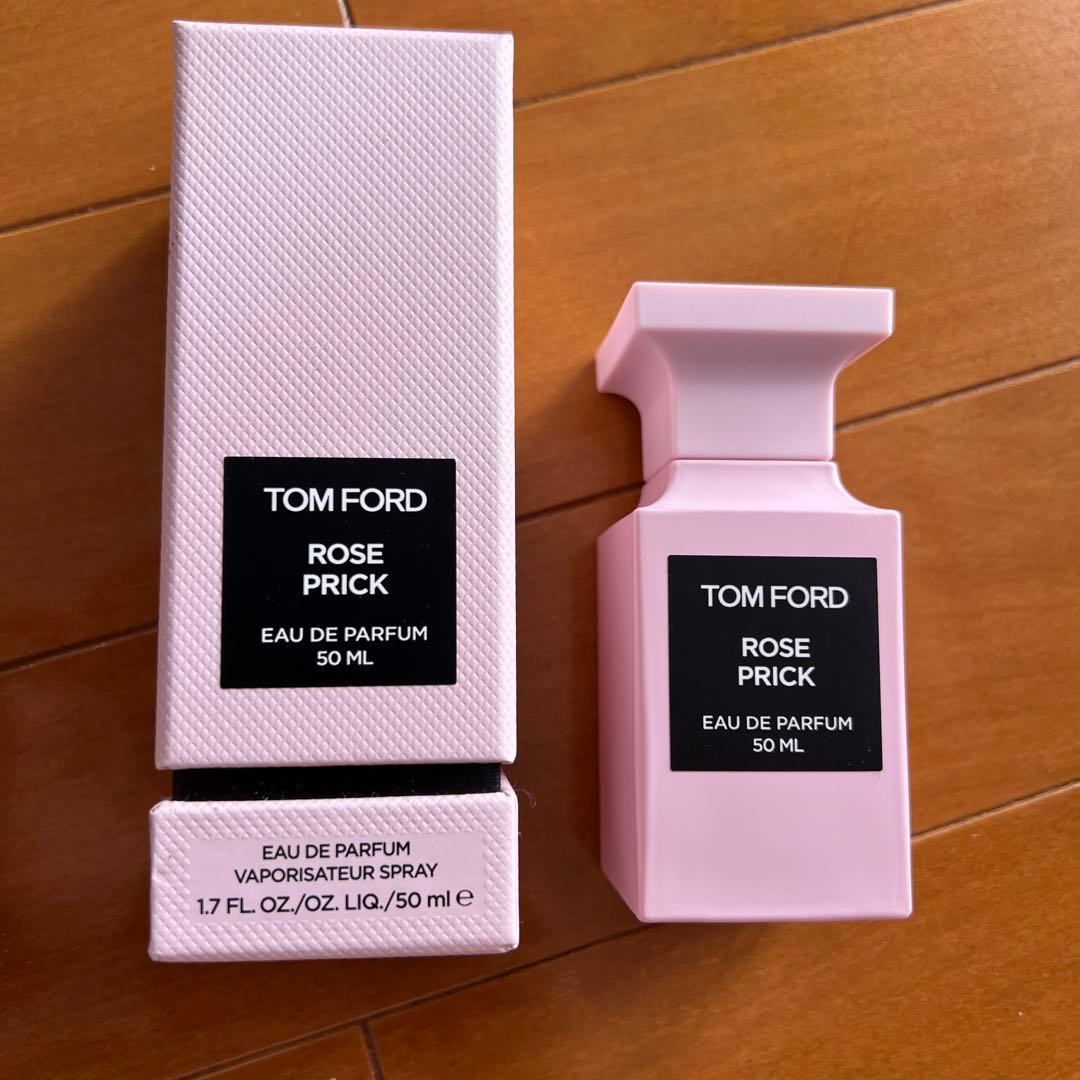 TOM FORD
ROSE
PRICK
EAU DE PARFUM
50 ML
EAU DE PARFUM
VAPORISATEUR SPRAY
1.7 FL. OZ./OZ. LIQ./50 ml ℮
TOM FORD
ROSE
PRICK
EAU DE PARFUM
50 ML